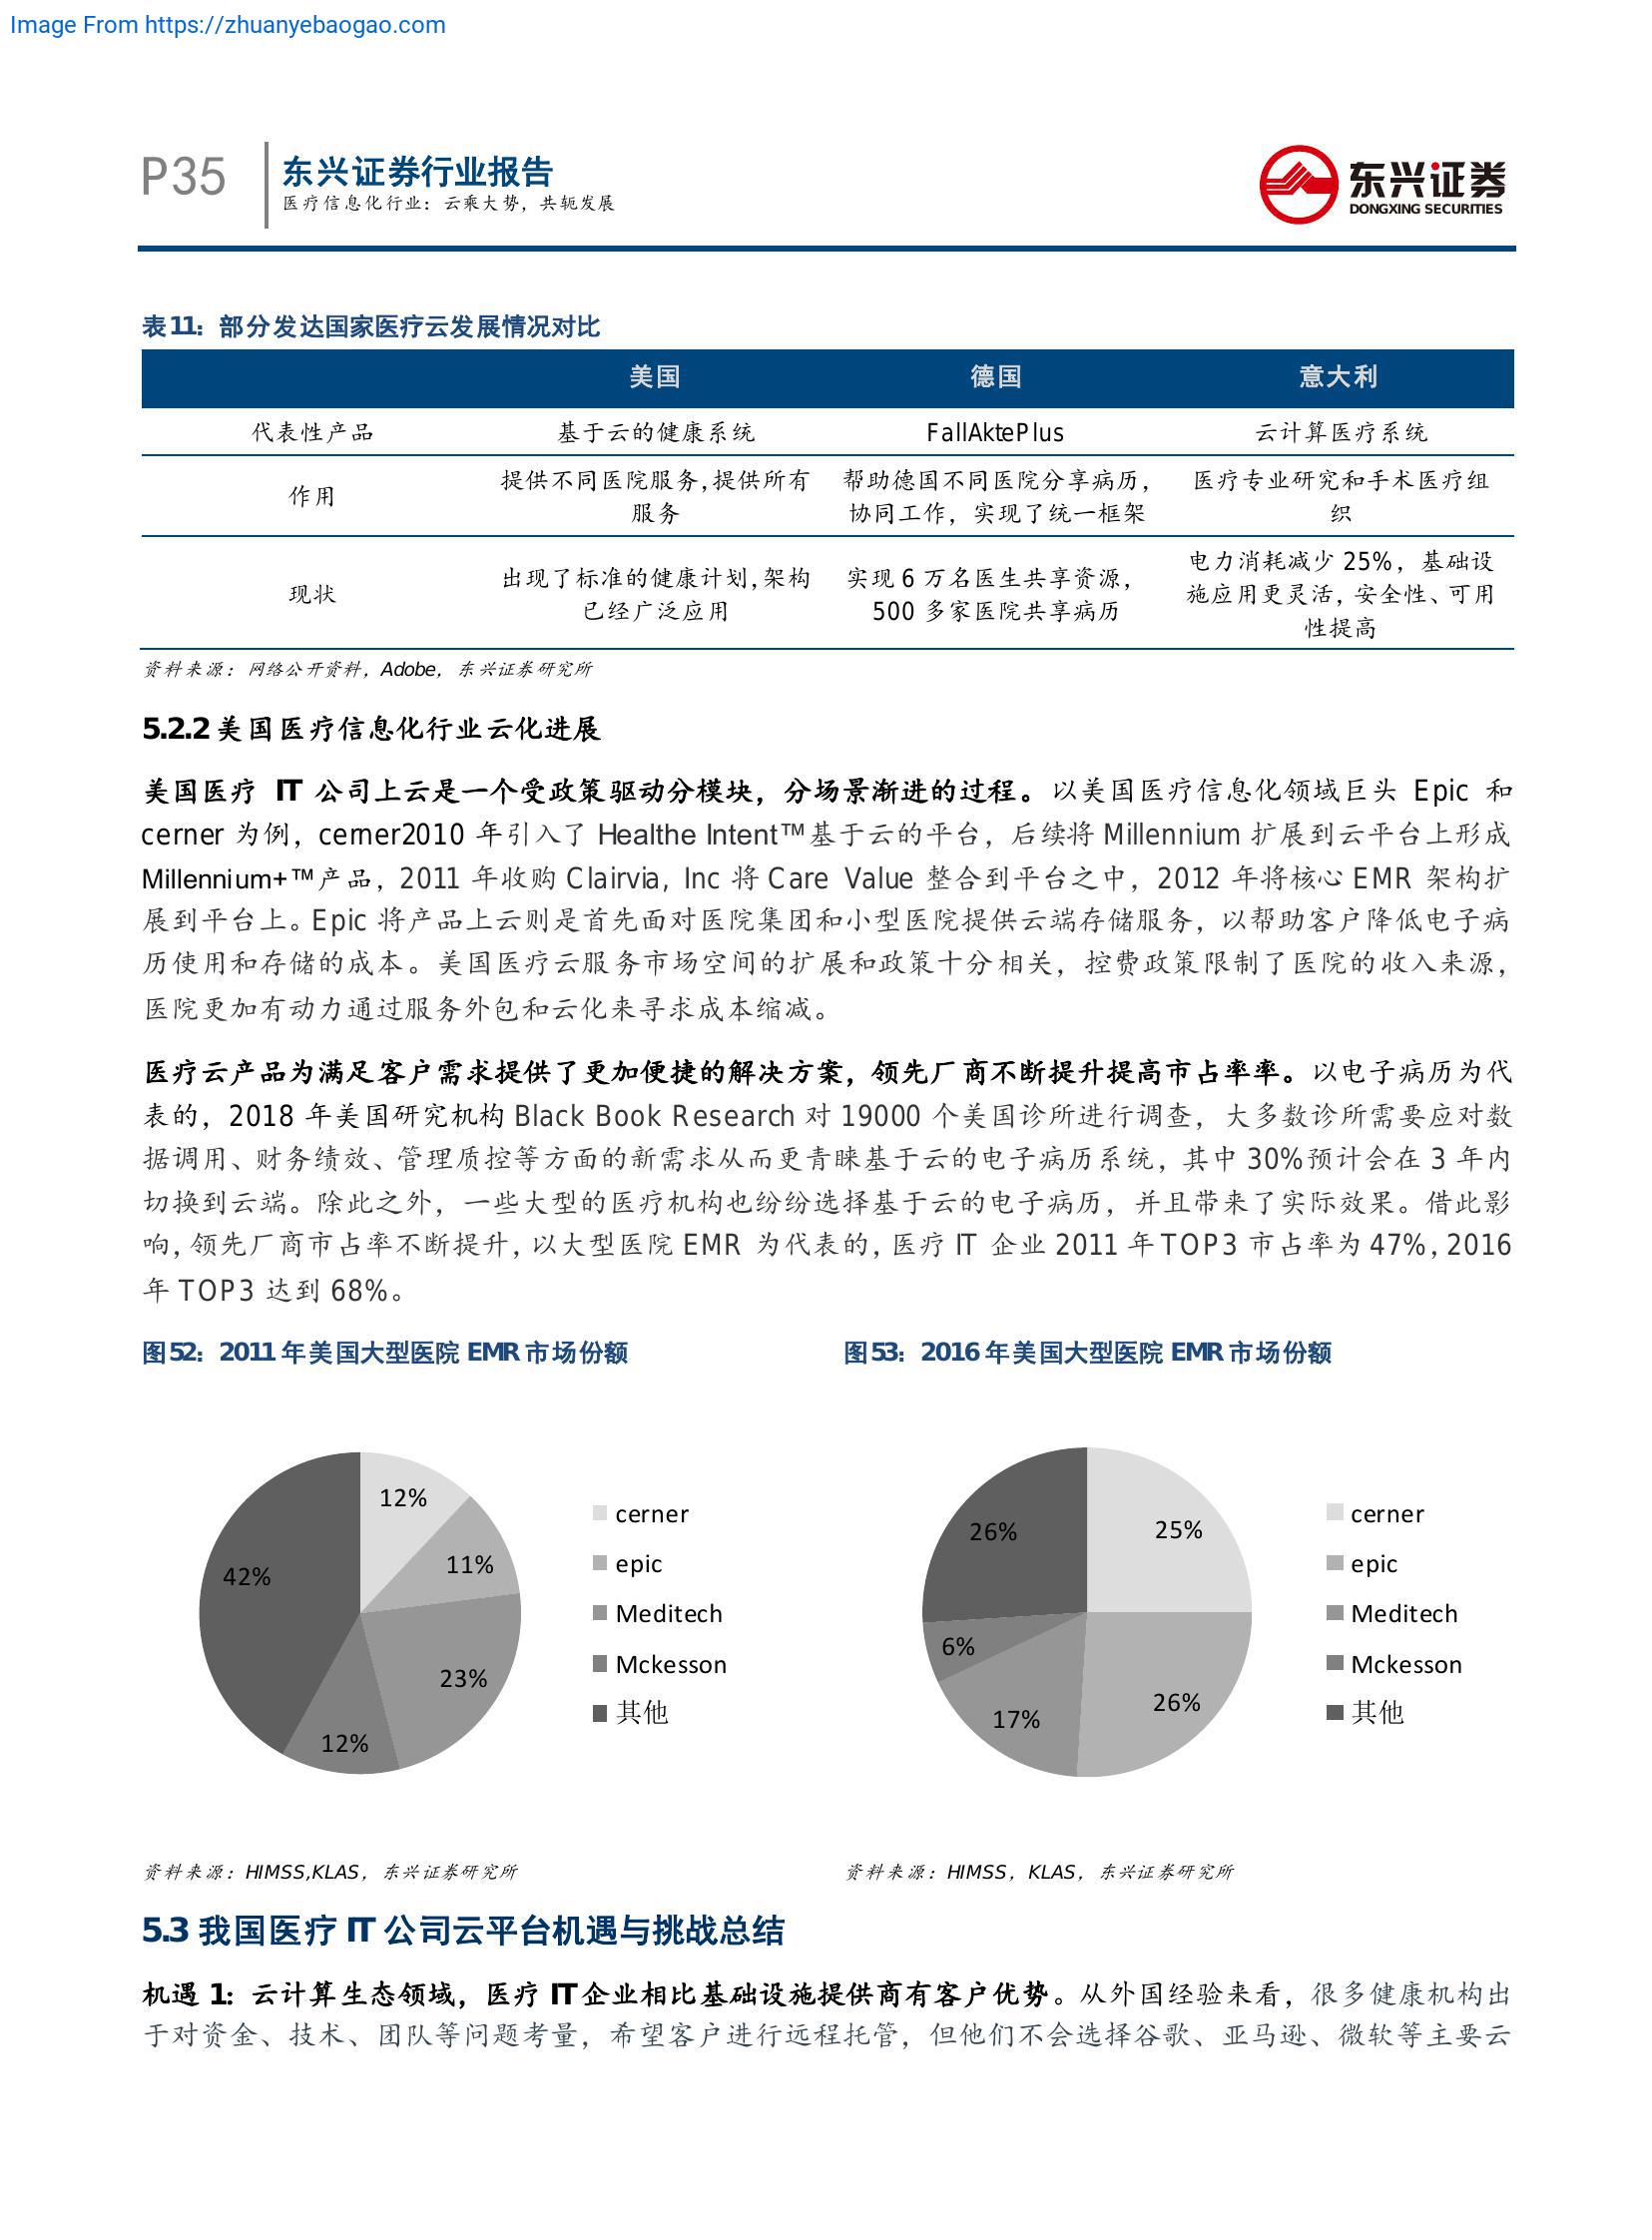 Image From https://zhuanyebaogao.com
P35
东兴证券行业报告
医疗信息化行业：云乘大势，共轭发展
东兴证券
DONGXING SECURITIES
表11：部分发达国家医疗云发展情况对比
美国 德国 意大利
代表性产品 基于云的健康系统 FallAktePlus 云计算医疗系统
作用 提供不同医院服务,提供所有服务 帮助德国不同医院分享病历，协同工作，实现了统一框架 医疗专业研究和手术医疗组织
现状 出现了标准的健康计划,架构已经广泛应用 实现 6 万名医生共享资源，500 多家医院共享病历 电力消耗减少 25%，基础设施应用更灵活，安全性、可用性提高
资料来源：网络公开资料，Adobe，东兴证券研究所
5.2.2 美国医疗信息化行业云化进展
美国医疗 IT 公司上云是一个受政策驱动分模块，分场景渐进的过程。以美国医疗信息化领域巨头 Epic 和
cerner 为例，cerner2010 年引入了 Healthe Intent™基于云的平台，后续将 Millennium 扩展到云平台上形成
Millennium+™产品，2011 年收购 Clairvia, Inc 将 Care Value 整合到平台之中，2012 年将核心 EMR 架构扩
展到平台上。Epic 将产品上云则是首先面对医院集团和小型医院提供云端存储服务，以帮助客户降低电子病
历使用和存储的成本。美国医疗云服务市场空间的扩展和政策十分相关，控费政策限制了医院的收入来源，
医院更加有动力通过服务外包和云化来寻求成本缩减。
医疗云产品为满足客户需求提供了更加便捷的解决方案，领先厂商不断提升提高市占率率。以电子病历为代
表的，2018 年美国研究机构 Black Book Research 对 19000 个美国诊所进行调查，大多数诊所需要应对数
据调用、财务绩效、管理质控等方面的新需求从而更青睐基于云的电子病历系统，其中 30%预计会在 3 年内
切换到云端。除此之外，一些大型的医疗机构也纷纷选择基于云的电子病历，并且带来了实际效果。借此影
响，领先厂商市占率不断提升，以大型医院 EMR 为代表的，医疗 IT 企业 2011 年 TOP3 市占率为 47%，2016
年 TOP3 达到 68%。
图52：2011 年美国大型医院 EMR 市场份额
12%
11%
23%
12%
42%
cerner
epic
Meditech
Mckesson
其他
资料来源：HIMSS,KLAS，东兴证券研究所
图53：2016 年美国大型医院 EMR 市场份额
25%
26%
17%
6%
26%
cerner
epic
Meditech
Mckesson
其他
资料来源：HIMSS，KLAS，东兴证券研究所
5.3 我国医疗 IT 公司云平台机遇与挑战总结
机遇 1：云计算生态领域，医疗 IT 企业相比基础设施提供商有客户优势。从外国经验来看，很多健康机构出
于对资金、技术、团队等问题考量，希望客户进行远程托管，但他们不会选择谷歌、亚马逊、微软等主要云